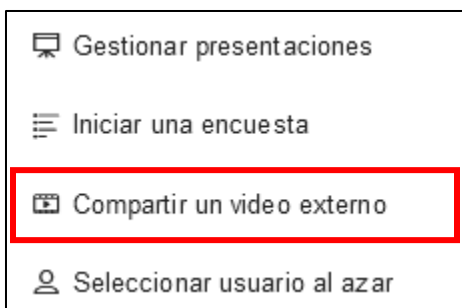 Gestionar presentaciones
Iniciar una encuesta
Compartir un video externo
Seleccionar usuario al azar